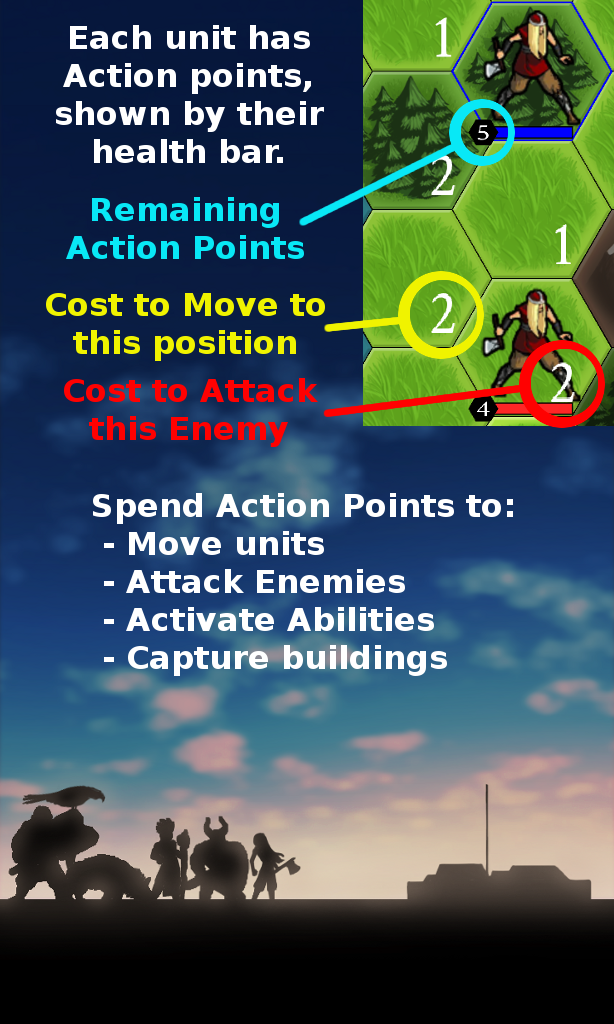 Each unit has
Action points,
shown by their
health bar.
Remaining
Action Points
Cost to Move to
this position
Cost to Attack
this Enemy
1
5
2
1
2
2
4
Spend Action Points to:
- Move units
- Attack Enemies
- Activate Abilities
- Capture buildings